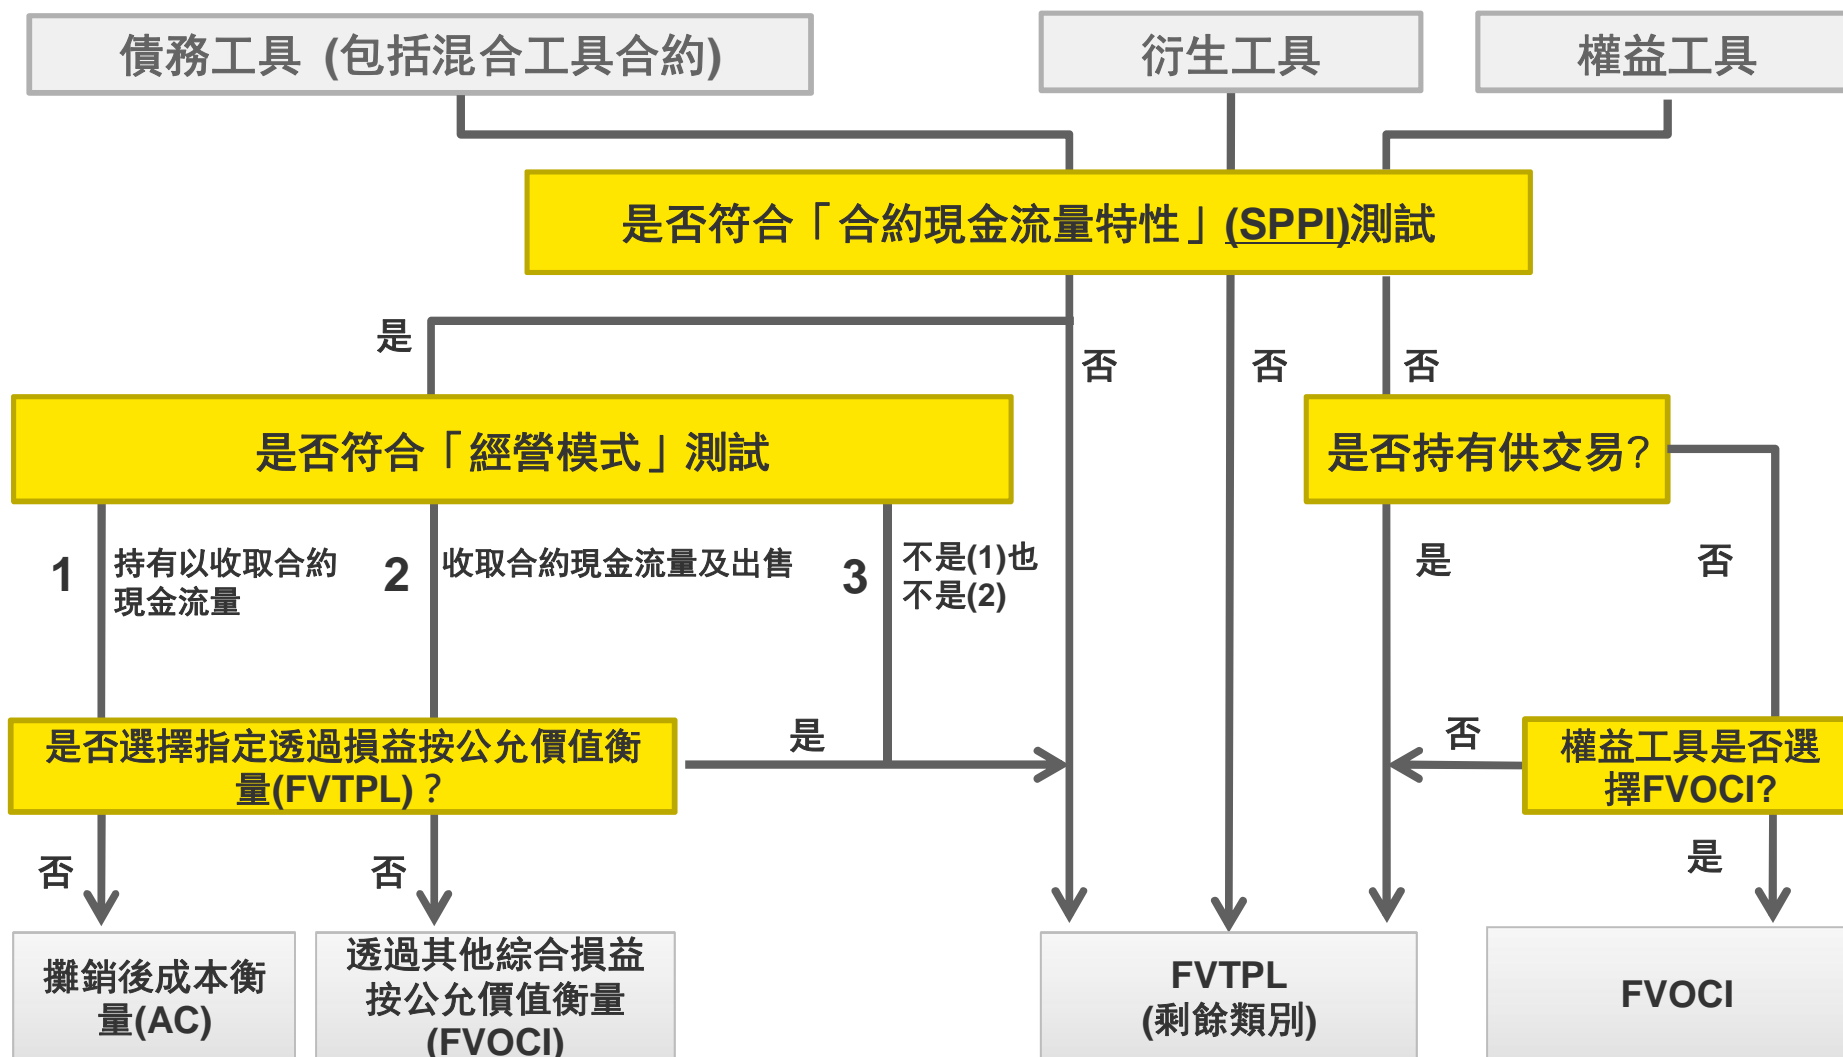 債務工具 (包括混合工具合約)
衍生工具
權益工具
是否符合「合約現金流量特性」(SPPI)測試
是
否
否
否
是否符合「經營模式」測試
是否持有供交易?
1
持有以收取合約
現金流量
2
收取合約現金流量及出售
3
不是(1)也
不是(2)
是
否
是否選擇指定透過損益按公允價值衡
量(FVTPL)?
是
否
權益工具是否選
擇FVOCI?
否
否
是
攤銷後成本衡
量(AC)
透過其他綜合損益
按公允價值衡量
(FVOCI)
FVTPL
(剩餘類別)
FVOCI